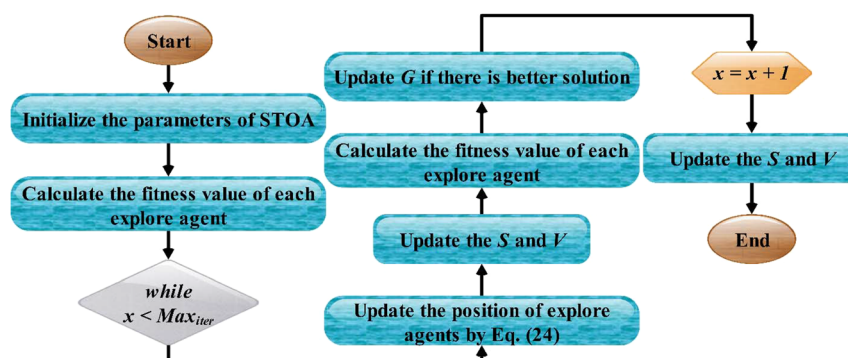 Start
Initialize the parameters of STOA
Calculate the fitness value of each
explore agent
while
x < Max_iter
Update G if there is better solution
Calculate the fitness value of each
explore agent
Update the S and V
Update the position of explore
agents by Eq. (24)
x = x + 1
Update the S and V
End